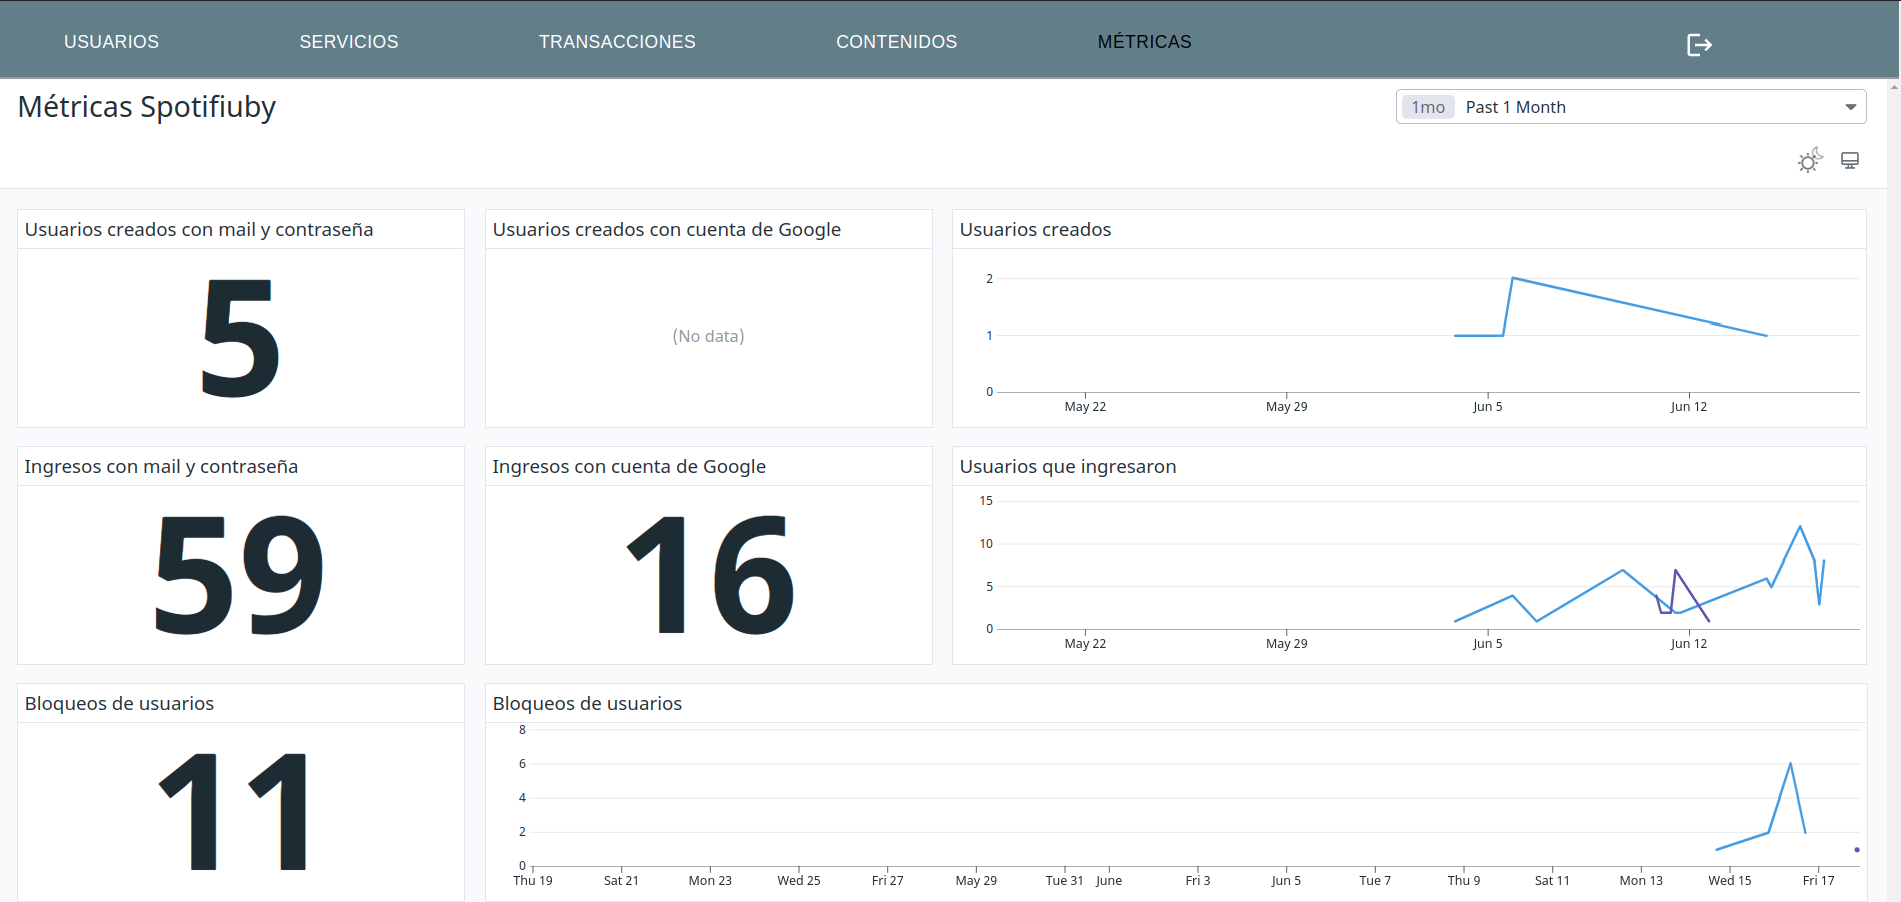 USUARIOS SERVICIOS TRANSACCIONES CONTENIDOS MÉTRICAS
Métricas Spotifiuby
1mo Past 1 Month
Usuarios creados con mail y contraseña
5
Usuarios creados con cuenta de Google
(No data)
Usuarios creados
2
1
0
May 22 May 29 Jun 5 Jun 12
Ingresos con mail y contraseña
59
Ingresos con cuenta de Google
16
Usuarios que ingresaron
15
10
5
0
May 22 May 29 Jun 5 Jun 12
Bloqueos de usuarios
11
Bloqueos de usuarios
8
6
4
2
0
Thu 19 Sat 21 Mon 23 Wed 25 Fri 27 May 29 Tue 31 June Fri 3 Jun 5 Tue 7 Thu 9 Sat 11 Mon 13 Wed 15 Fri 17